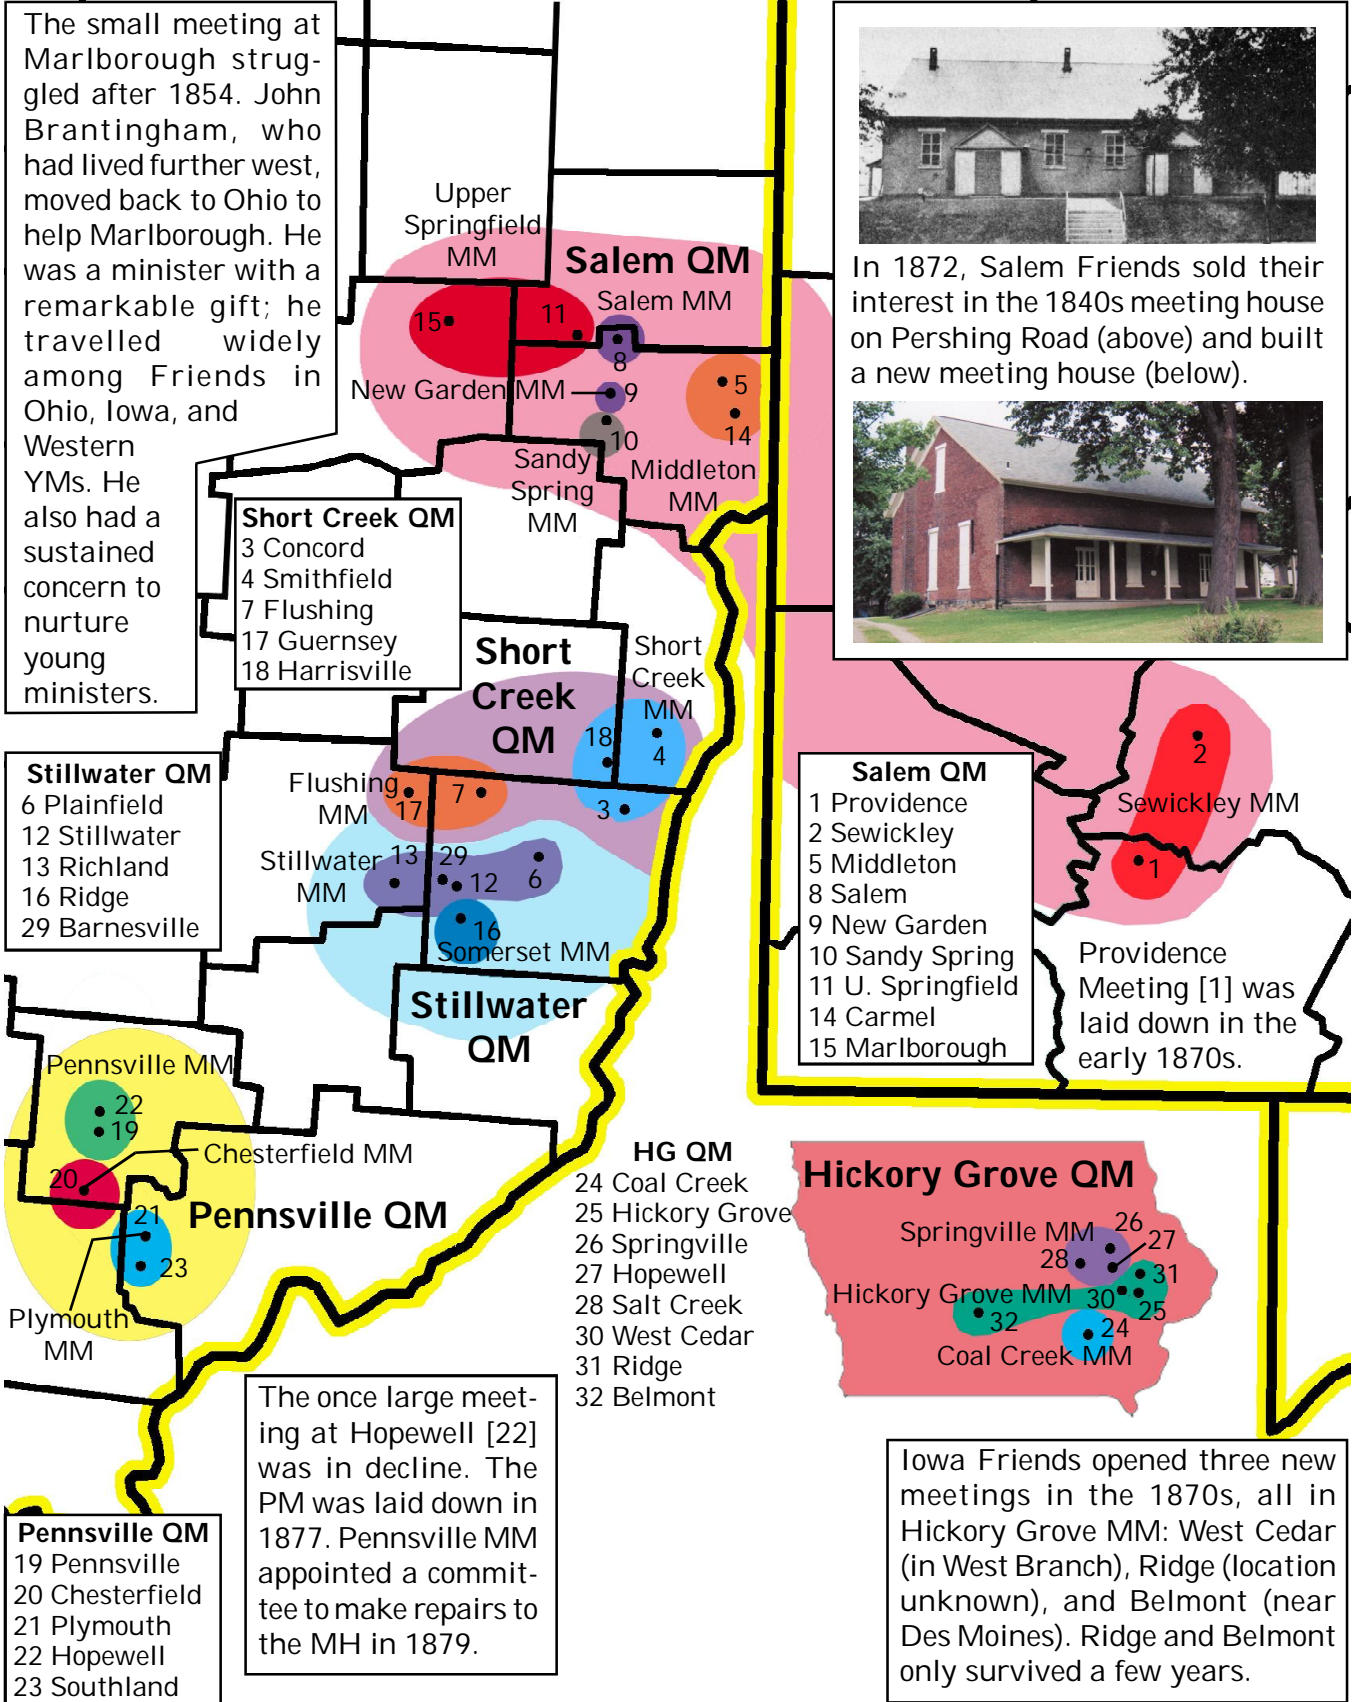 The small meeting at
Marlborough strug-
gled after 1854. John
Brantingham, who
had lived further west,
moved back to Ohio to
help Marlborough. He
was a minister with a
remarkable gift; he
travelled widely
among Friends in
Ohio, Iowa, and
Western
YMs. He
also had a
sustained
concern to
nurture
young
ministers.
In 1872, Salem Friends sold their
interest in the 1840s meeting house
on Pershing Road (above) and built
a new meeting house (below).
Upper
Springfield
MM
Salem QM
Salem MM
15
11
8
New Garden MM
9
5
14
10
Sandy
Spring
MM
Middleton
MM
Short Creek QM
3 Concord
4 Smithfield
7 Flushing
17 Guernsey
18 Harrisville
Short
Creek
QM
Short
Creek
MM
18
4
3
Flushing
MM
17
7
Stillwater
MM
13
29
12
6
16
Somerset MM
Stillwater
QM
Stillwater QM
6 Plainfield
12 Stillwater
13 Richland
16 Ridge
29 Barnesville
Salem QM
1 Providence
2 Sewickley
5 Middleton
8 Salem
9 New Garden
10 Sandy Spring
11 U. Springfield
14 Carmel
15 Marlborough
2
Sewickley MM
1
Providence
Meeting [1] was
laid down in the
early 1870s.
Pennsville MM
22
19
Chesterfield MM
20
21
Pennsville QM
23
Plymouth
MM
HG QM
24 Coal Creek
25 Hickory Grove
26 Springville
27 Hopewell
28 Salt Creek
30 West Cedar
31 Ridge
32 Belmont
Hickory Grove QM
Springville MM
26
27
28
31
Hickory Grove MM
30
25
32
24
Coal Creek MM
The once large meet-
ing at Hopewell [22]
was in decline. The
PM was laid down in
1877. Pennsville MM
appointed a commit-
tee to make repairs to
the MH in 1879.
Iowa Friends opened three new
meetings in the 1870s, all in
Hickory Grove MM: West Cedar
(in West Branch), Ridge (location
unknown), and Belmont (near
Des Moines). Ridge and Belmont
only survived a few years.
Pennsville QM
19 Pennsville
20 Chesterfield
21 Plymouth
22 Hopewell
23 Southland